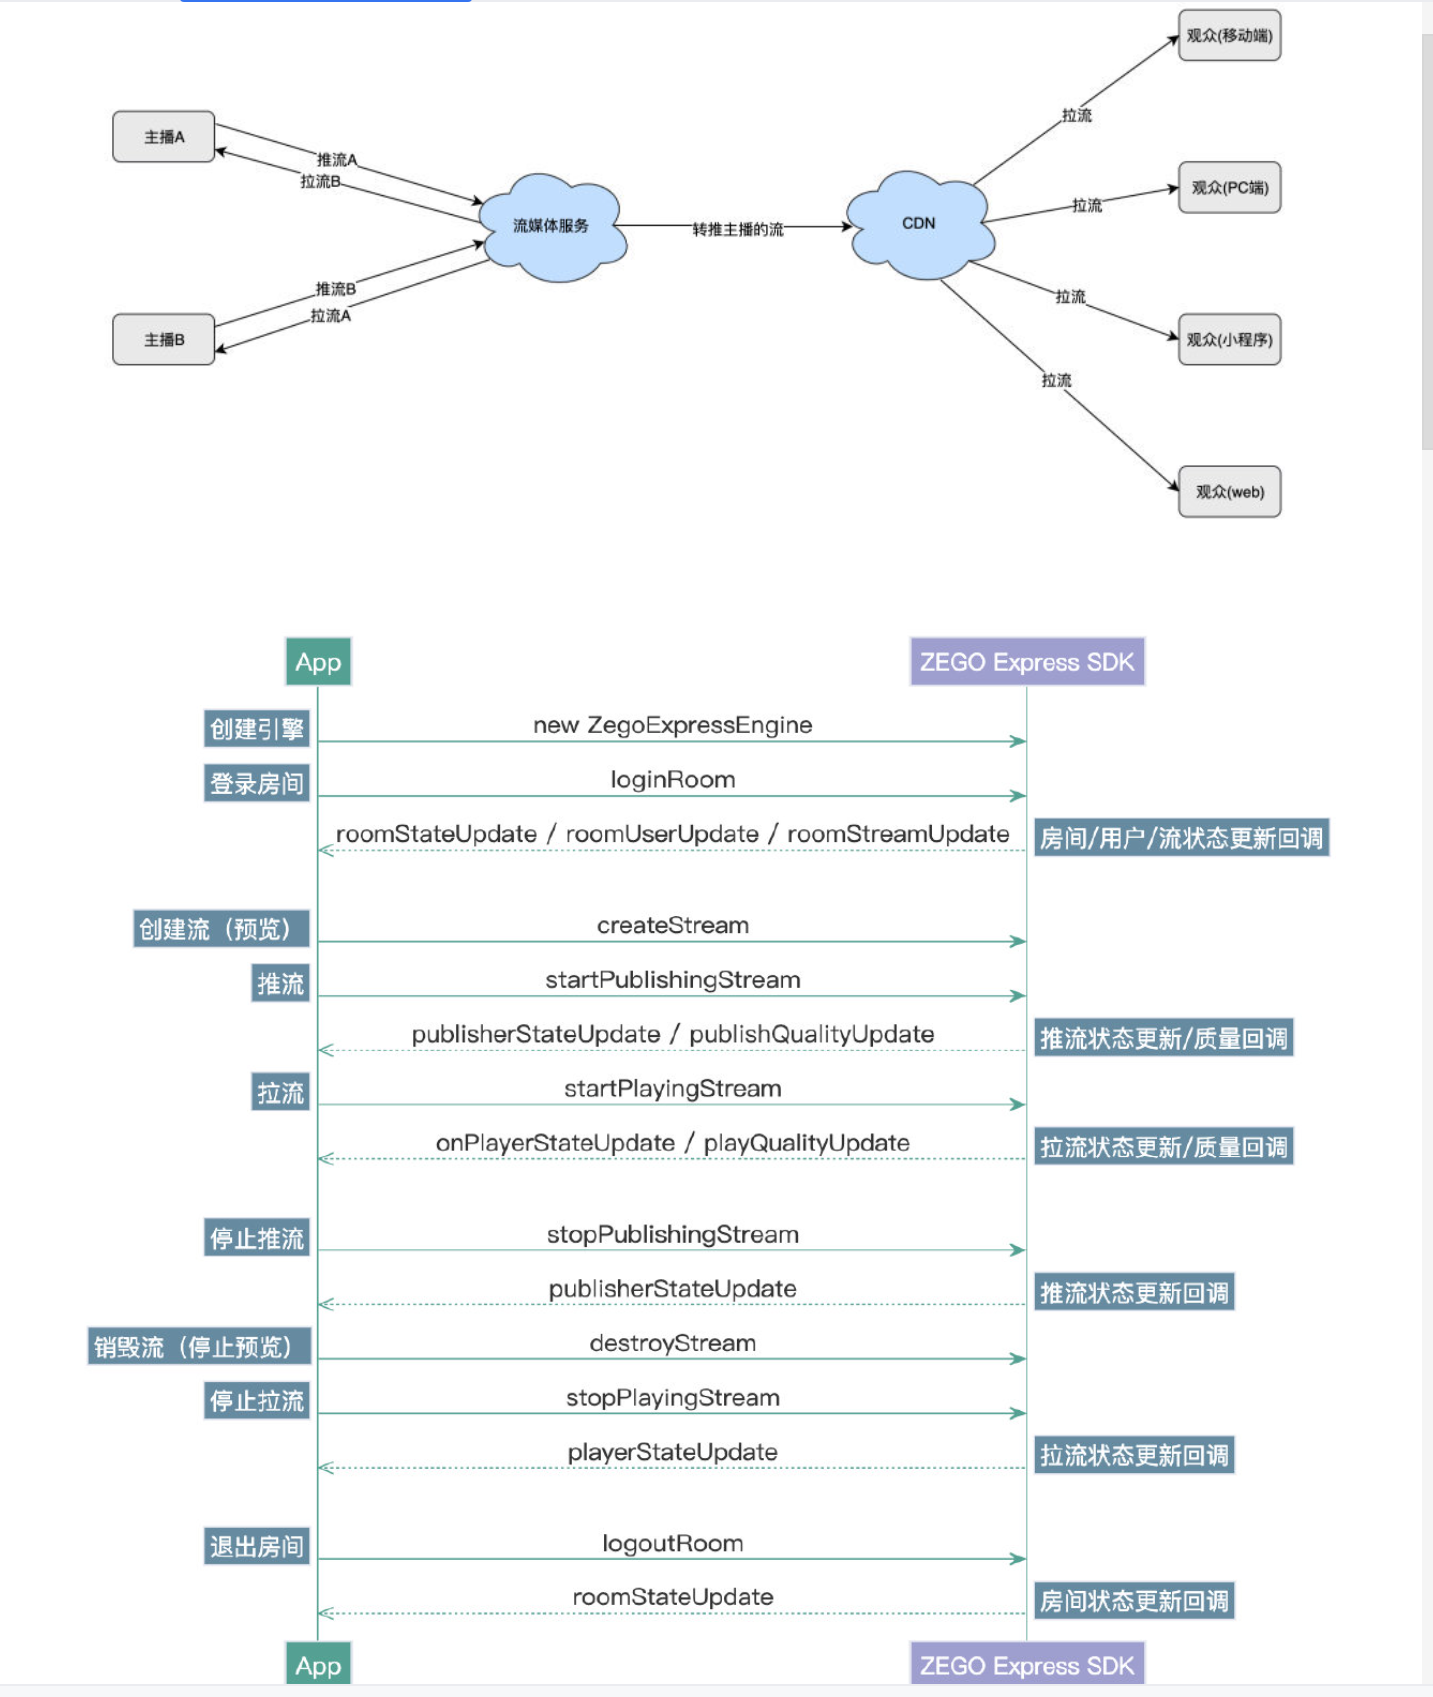 观众(移动端)
拉流
主播A
推流A
拉流B
观众(PC端)
拉流
流媒体服务
转推主播的流
CDN
推流B
拉流A
拉流
主播B
观众(小程序)
拉流
观众(web)
App
ZEGO Express SDK
创建引擎
new ZegoExpressEngine
登录房间
loginRoom
roomStateUpdate / roomUserUpdate / roomStreamUpdate
房间/用户/流状态更新回调
创建流（预览）
createStream
推流
startPublishingStream
publisherStateUpdate / publishQualityUpdate
推流状态更新/质量回调
拉流
startPlayingStream
onPlayerStateUpdate / playQualityUpdate
拉流状态更新/质量回调
停止推流
stopPublishingStream
publisherStateUpdate
推流状态更新回调
销毁流（停止预览）
destroyStream
停止拉流
stopPlayingStream
playerStateUpdate
拉流状态更新回调
退出房间
logoutRoom
roomStateUpdate
房间状态更新回调
App
ZEGO Express SDK